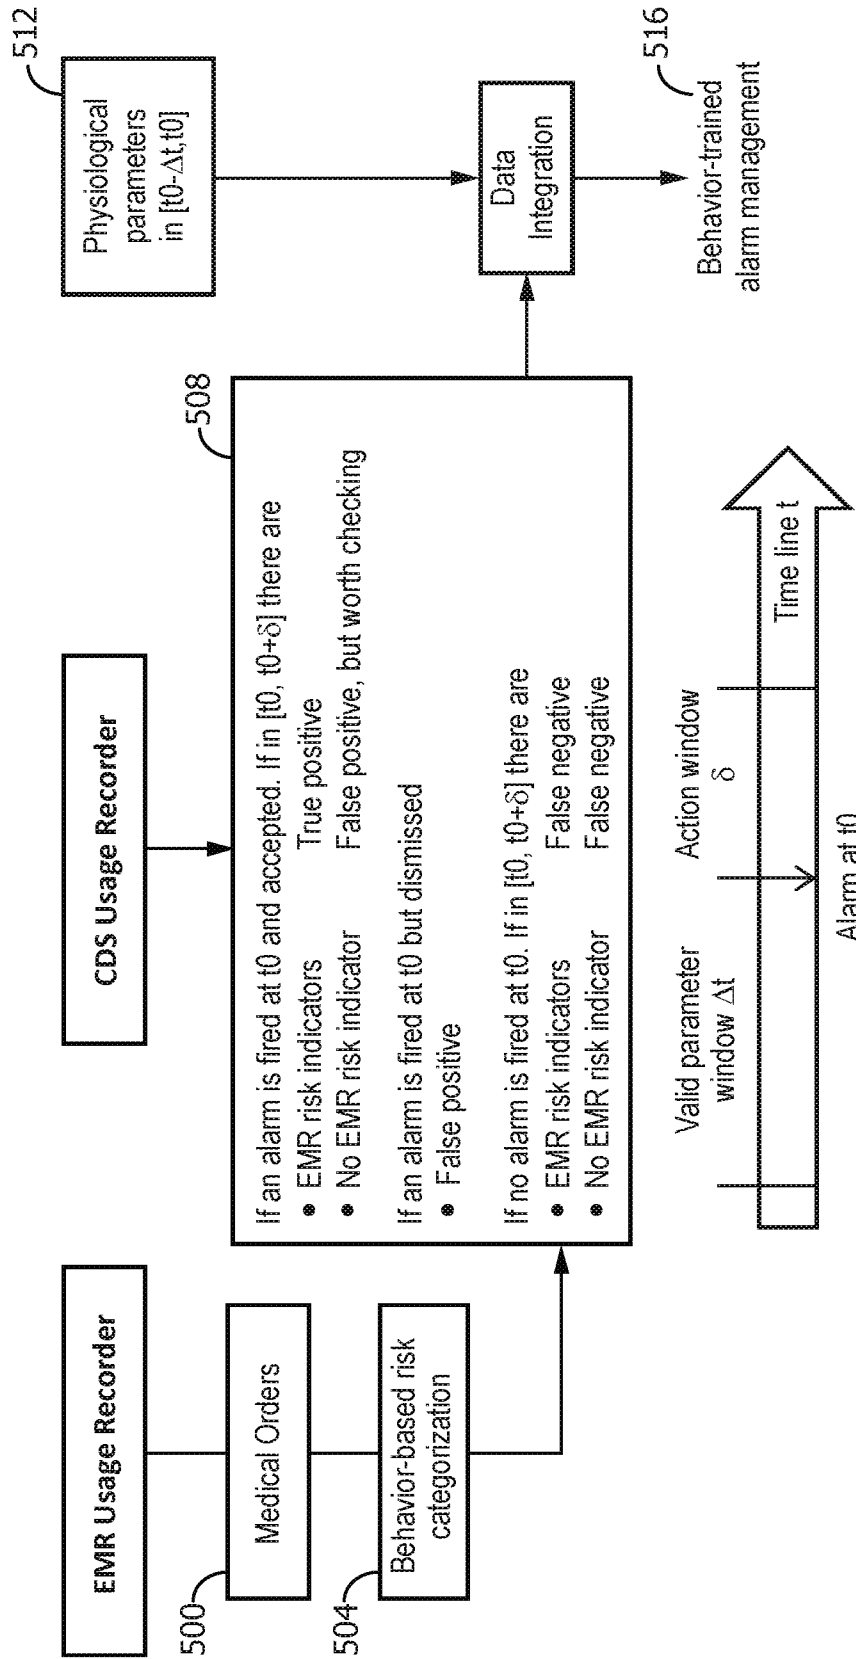 EMR Usage Recorder
500
Medical Orders
504
Behavior-based risk
categorization
CDS Usage Recorder
508
If an alarm is fired at t0 and accepted. If in [t0, t0+δ] there are
• EMR risk indicators True positive
• No EMR risk indicator False positive, but worth checking
If an alarm is fired at t0 but dismissed
• False positive
If no alarm is fired at t0. If in [t0, t0+δ] there are
• EMR risk indicators False negative
• No EMR risk indicator False negative
512
Physiological
parameters
in [t0-Δt,t0]
Data
Integration
516
Behavior-trained
alarm management
Valid parameter
window Δt
Action window
δ
Time line t
Alarm at t0